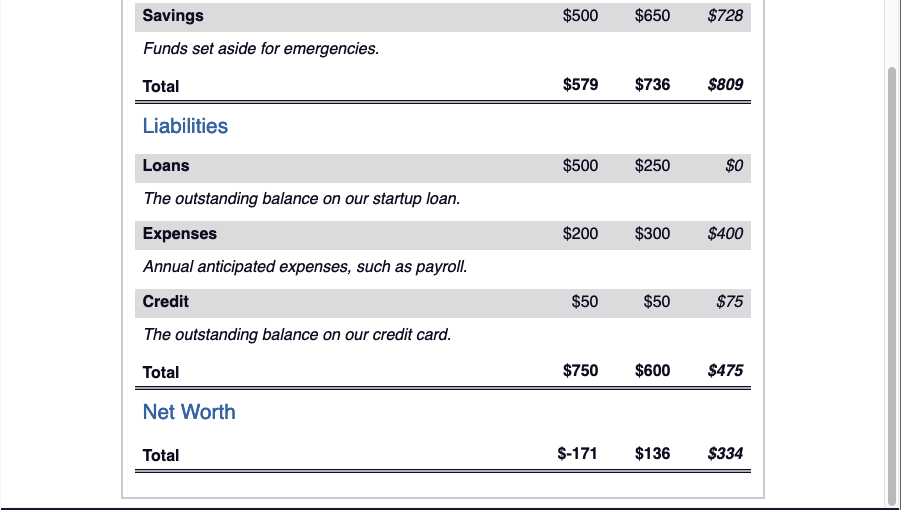 Savings $500 $650 $728
Funds set aside for emergencies.
Total $579 $736 $809
Liabilities
Loans $500 $250 $0
The outstanding balance on our startup loan.
Expenses $200 $300 $400
Annual anticipated expenses, such as payroll.
Credit $50 $50 $75
The outstanding balance on our credit card.
Total $750 $600 $475
Net Worth
Total $-171 $136 $334